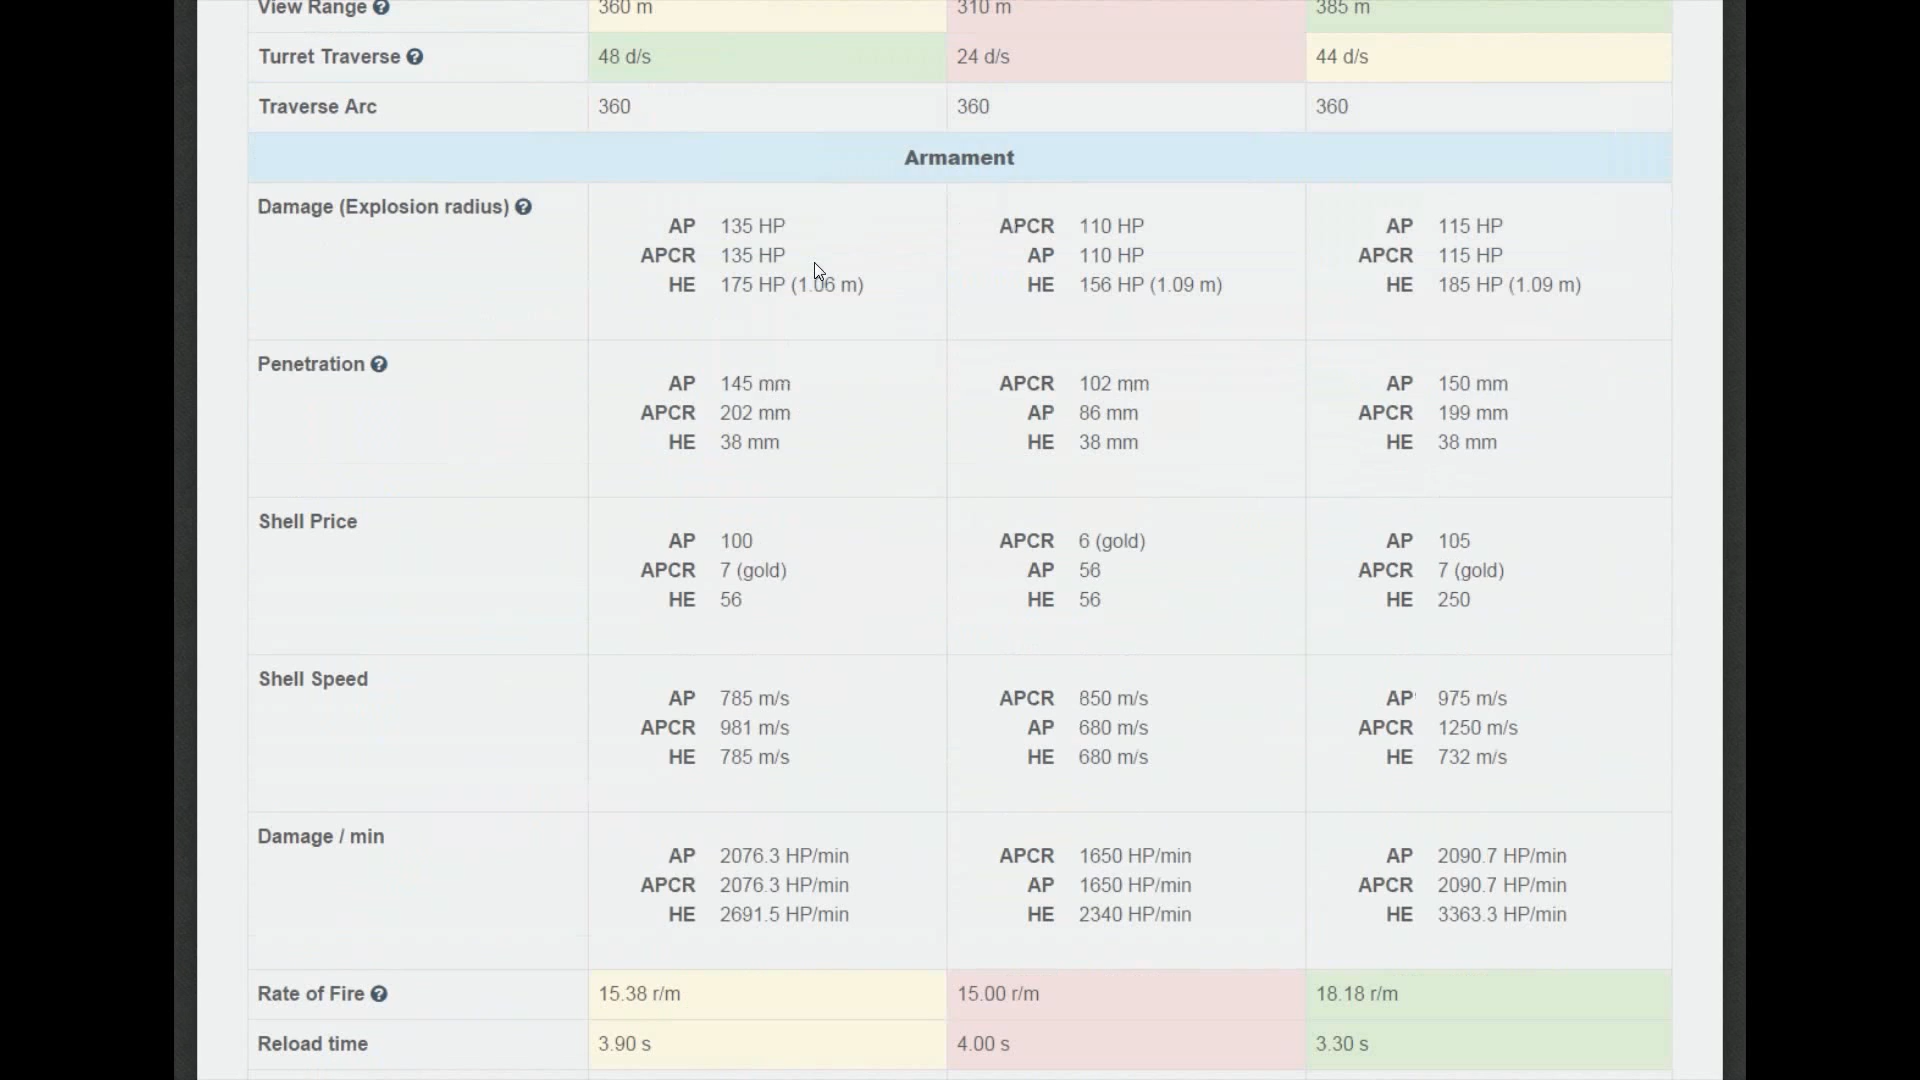 View Range 360 m 310 m 385 m
Turret Traverse 48 d/s 24 d/s 44 d/s
Traverse Arc 360 360 360
Armament
Damage (Explosion radius)
AP 135 HP APCR 110 HP AP 115 HP
APCR 135 HP AP 110 HP APCR 115 HP
HE 175 HP (1.06 m) HE 156 HP (1.09 m) HE 185 HP (1.09 m)
Penetration
AP 145 mm APCR 102 mm AP 150 mm
APCR 202 mm AP 86 mm APCR 199 mm
HE 38 mm HE 38 mm HE 38 mm
Shell Price
AP 100 APCR 6 (gold) AP 105
APCR 7 (gold) AP 56 APCR 7 (gold)
HE 56 HE 56 HE 250
Shell Speed
AP 785 m/s APCR 850 m/s AP 975 m/s
APCR 981 m/s AP 680 m/s APCR 1250 m/s
HE 785 m/s HE 680 m/s HE 732 m/s
Damage / min
AP 2076.3 HP/min APCR 1650 HP/min AP 2090.7 HP/min
APCR 2076.3 HP/min AP 1650 HP/min APCR 2090.7 HP/min
HE 2691.5 HP/min HE 2340 HP/min HE 3363.3 HP/min
Rate of Fire 15.38 r/m 15.00 r/m 18.18 r/m
Reload time 3.90 s 4.00 s 3.30 s